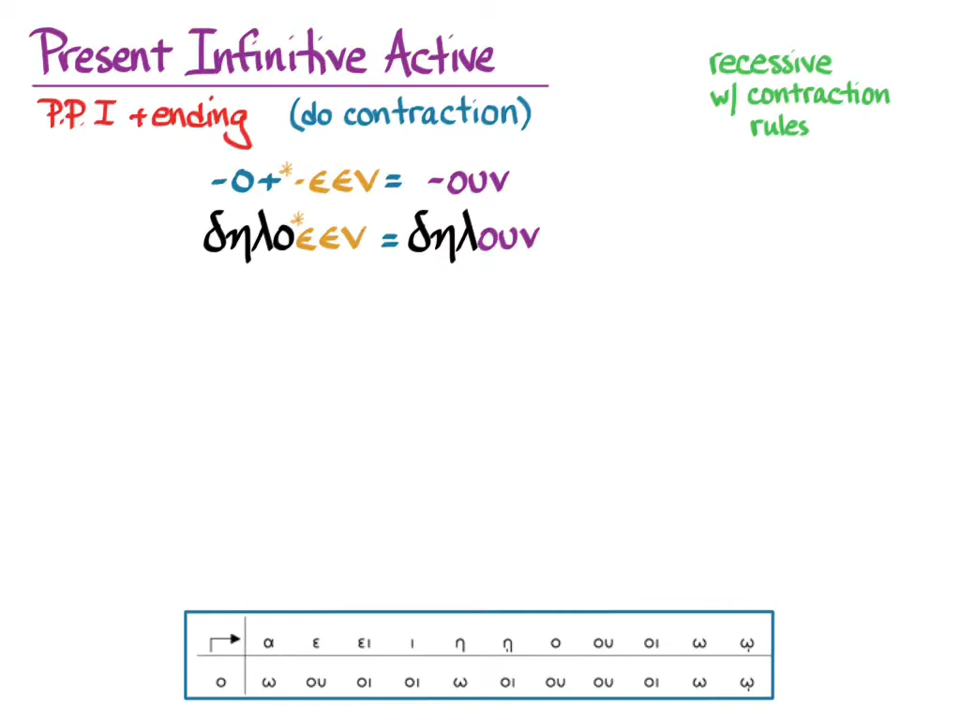 Present Infinitive Active
recessive
w/ contraction
rules
P.P. I + ending (do contraction)
-ο+*-εεν = -ουν
δηλο*εεν = δηλουν
α ε ει ι η ῃ ο ου οι ω ῳ
ο ω ου οι οι ω οι ου ου οι ω ῳ